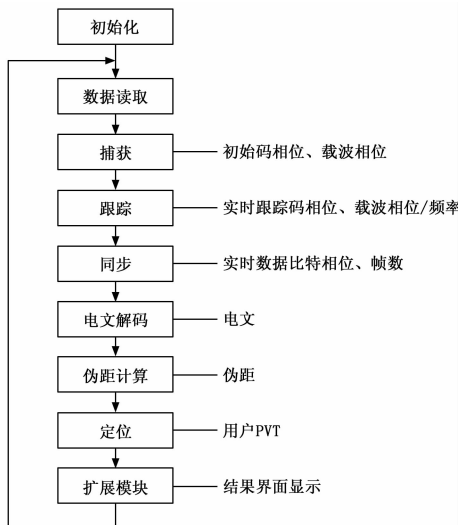 初始化
数据读取
捕获 初始码相位、载波相位
跟踪 实时跟踪码相位、载波相位/频率
同步 实时数据比特相位、帧数
电文解码 电文
伪距计算 伪距
定位 用户PVT
扩展模块 结果界面显示